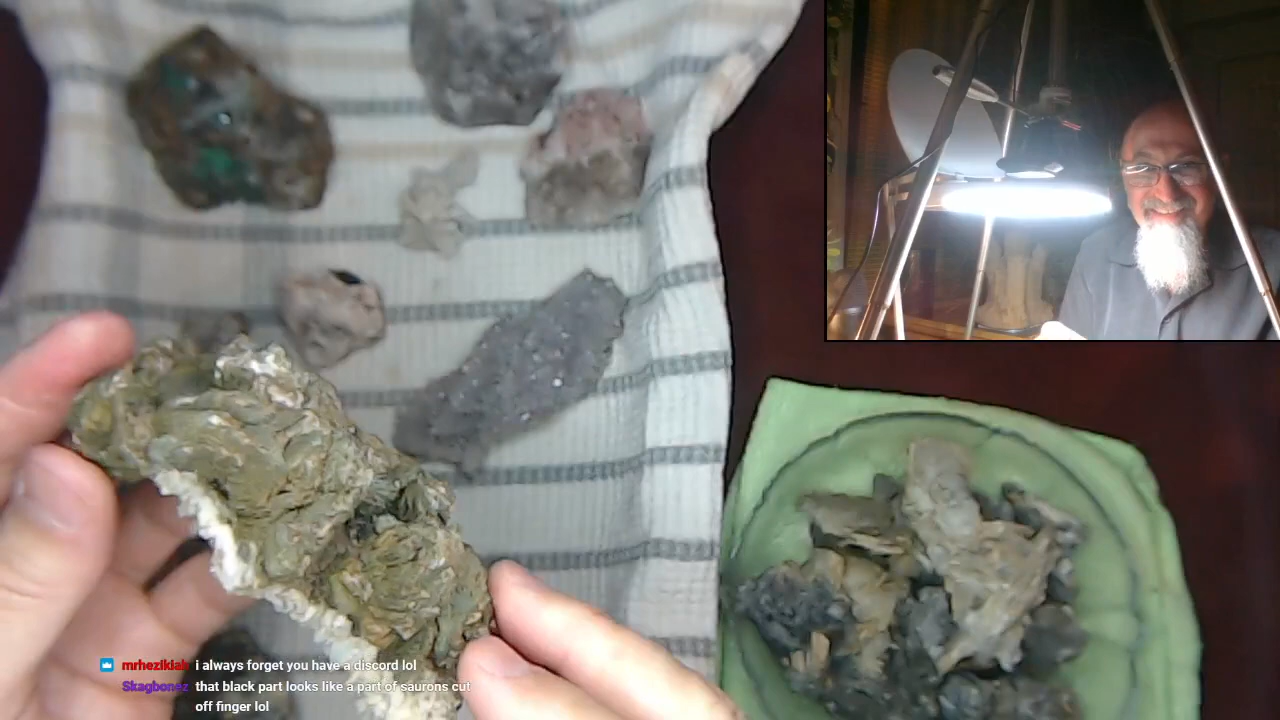 mrhezikiah i always forget you have a discord lol
Skagbonez that black part looks like a part of saurons cut
off finger lol